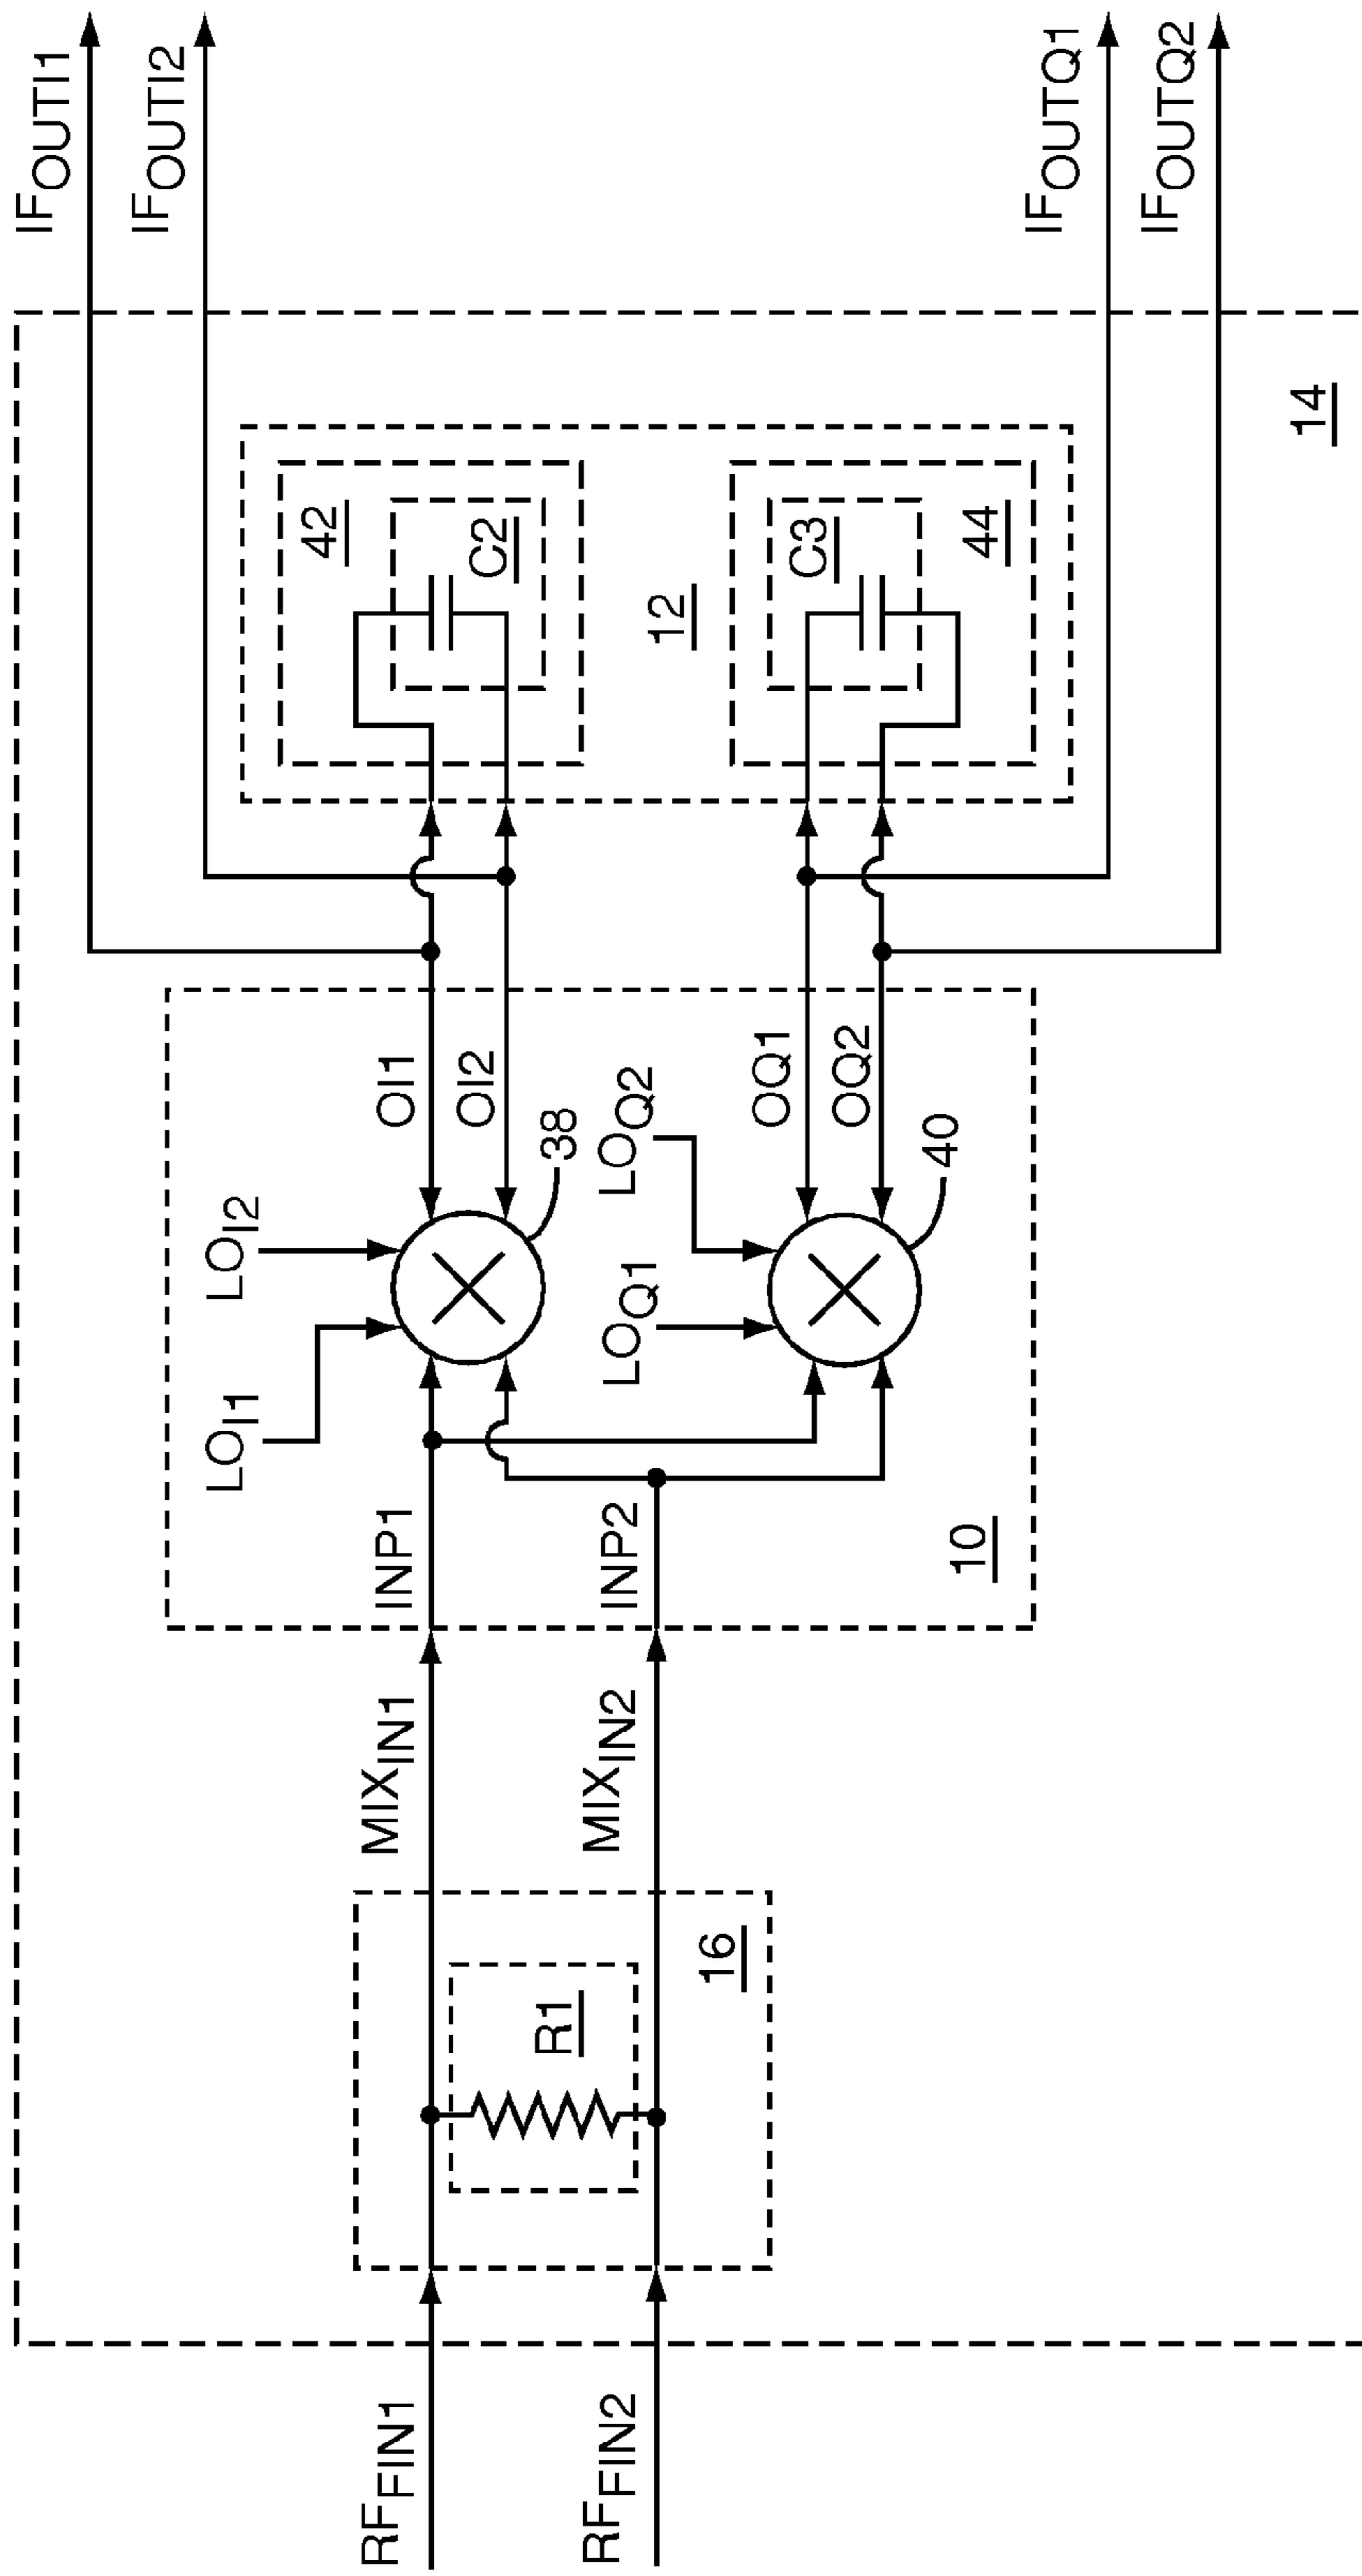 IFOUTI1
IFOUTI2
42
C2
12
C3
44
IFOUTQ1
IFOUTQ2
14
LOI1
LOI2
OI1
OI2
38
LOQ1
LOQ2
OQ1
OQ2
40
INP1
INP2
10
MIXIN1
MIXIN2
R1
16
RFFIN1
RFFIN2